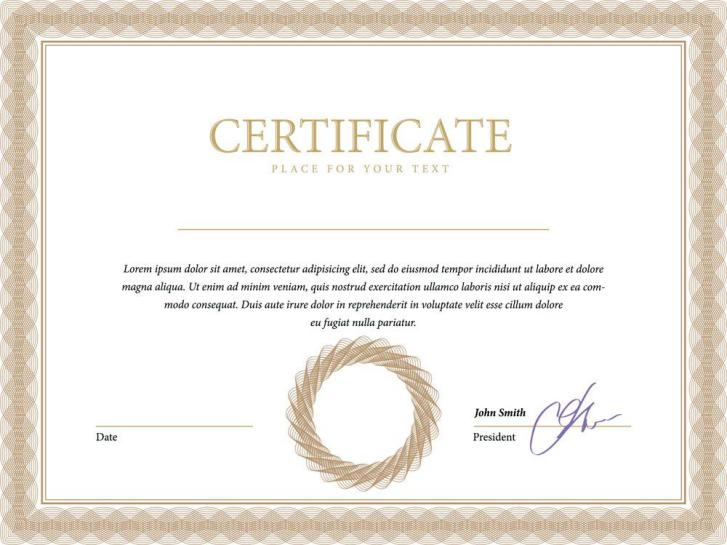 CERTIFICATE
PLACE FOR YOUR TEXT
Lorem ipsum dolor sit amet, consectetur adipisicing elit, sed do eiusmod tempor incididunt ut labore et dolore
magna aliqua. Ut enim ad minim veniam, quis nostrud exercitation ullamco laboris nisi ut aliquip ex ea com-
modo consequat. Duis aute irure dolor in reprehenderit in voluptate velit esse cillum dolore
eu fugiat nulla pariatur.
John Smith
Date
President